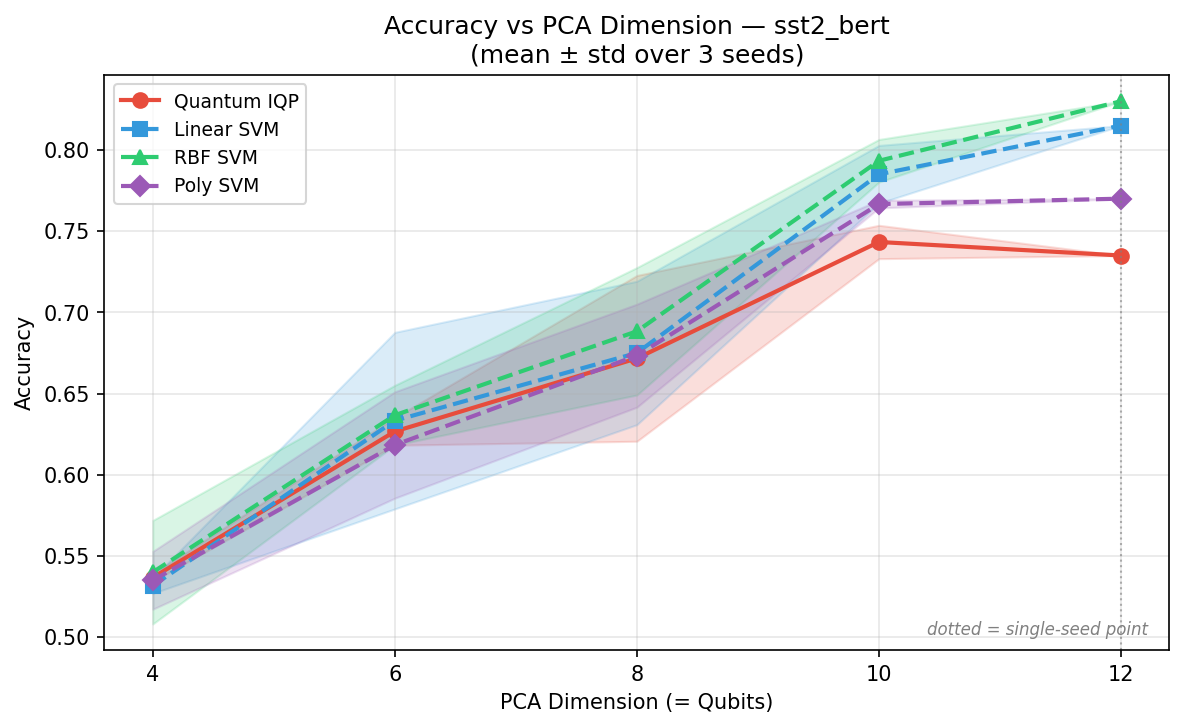 Accuracy vs PCA Dimension — sst2_bert
(mean ± std over 3 seeds)
Quantum IQP
Linear SVM
RBF SVM
Poly SVM
Accuracy
0.80
0.75
0.70
0.65
0.60
0.55
0.50
dotted = single-seed point
4
6
8
10
12
PCA Dimension (= Qubits)